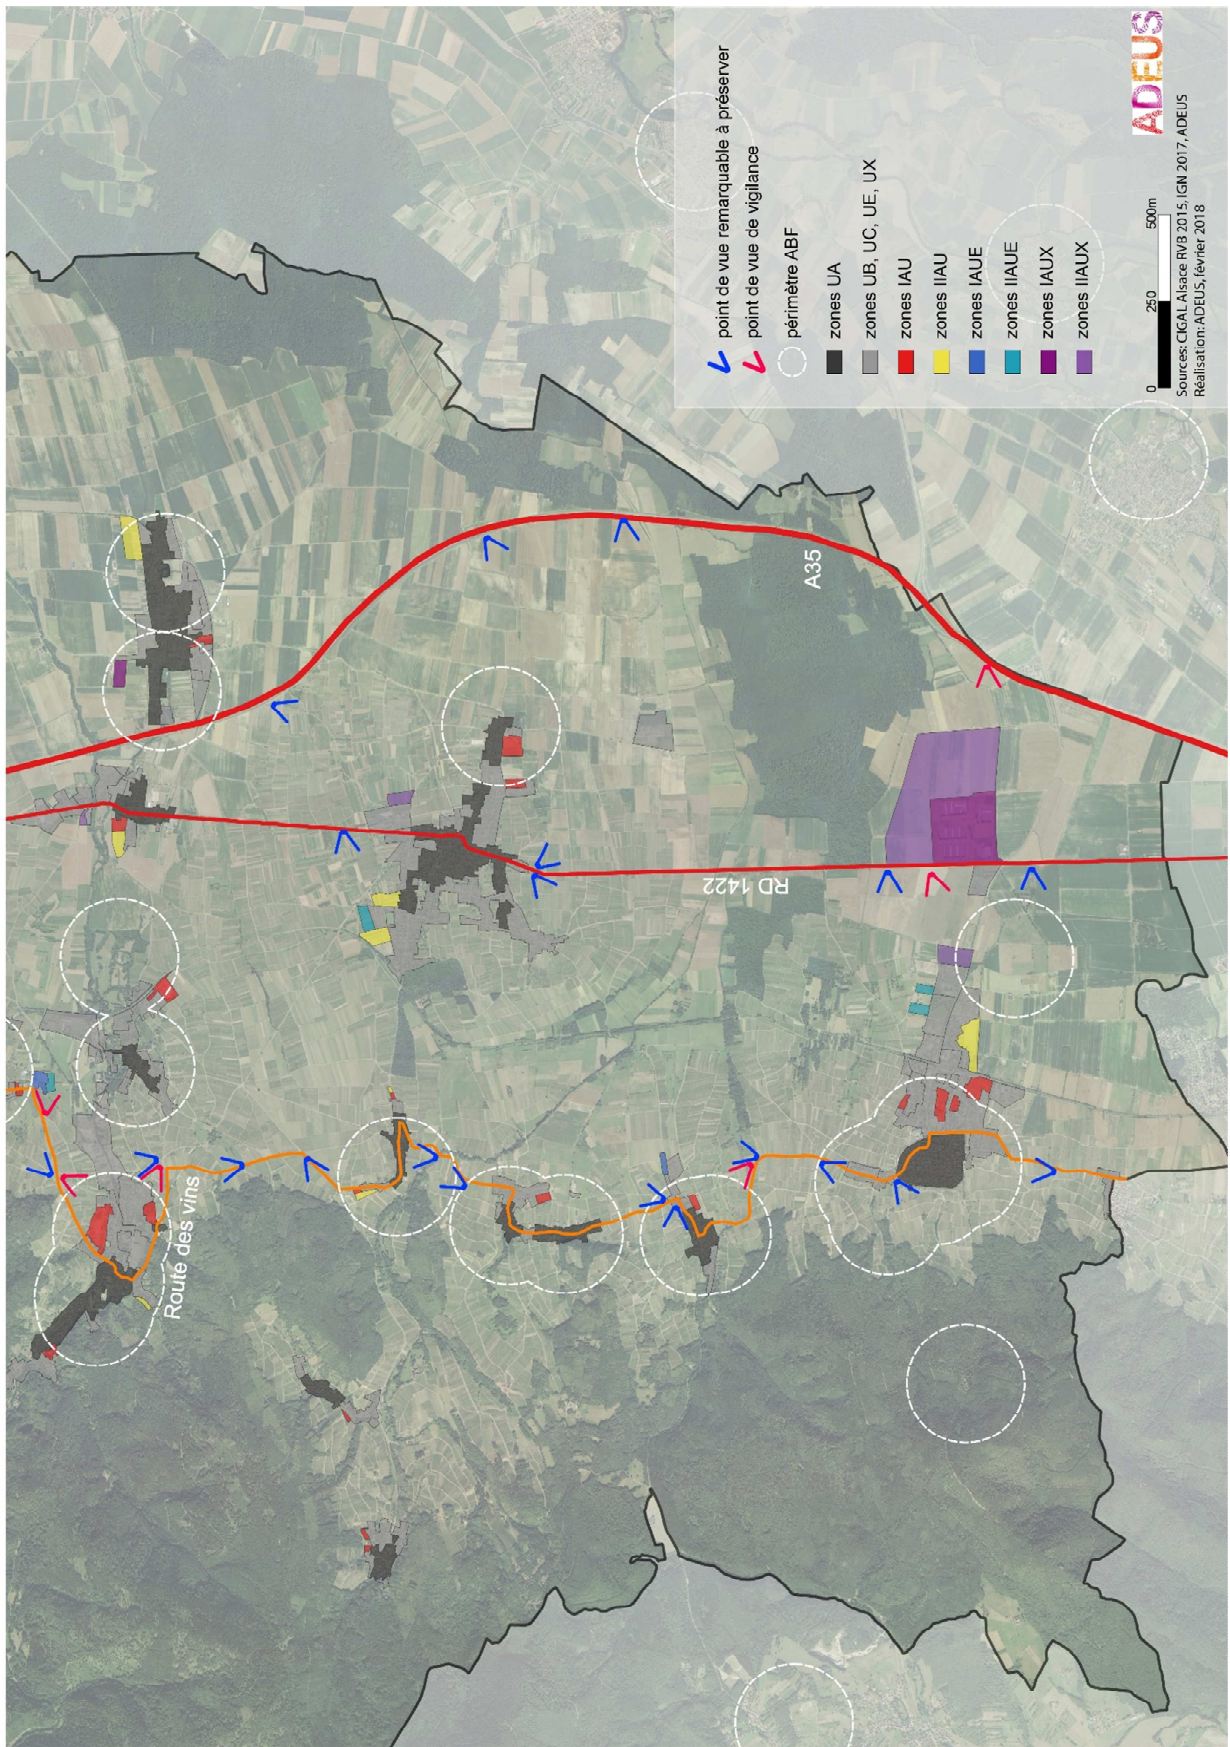 ADEUS
point de vue remarquable à préserver
point de vue de vigilance
périmètre ABF
zones UA
zones UB, UC, UE, UX
zones IAU
zones IIAU
zones IAUE
zones IIAUE
zones IAUX
zones IIAUX
0 250 500m
Sources: CIGAL Alsace RVB 2015, IGN 2017, ADEUS
Réalisation: ADEUS, février 2018
A35
RD 1422
Route des vins